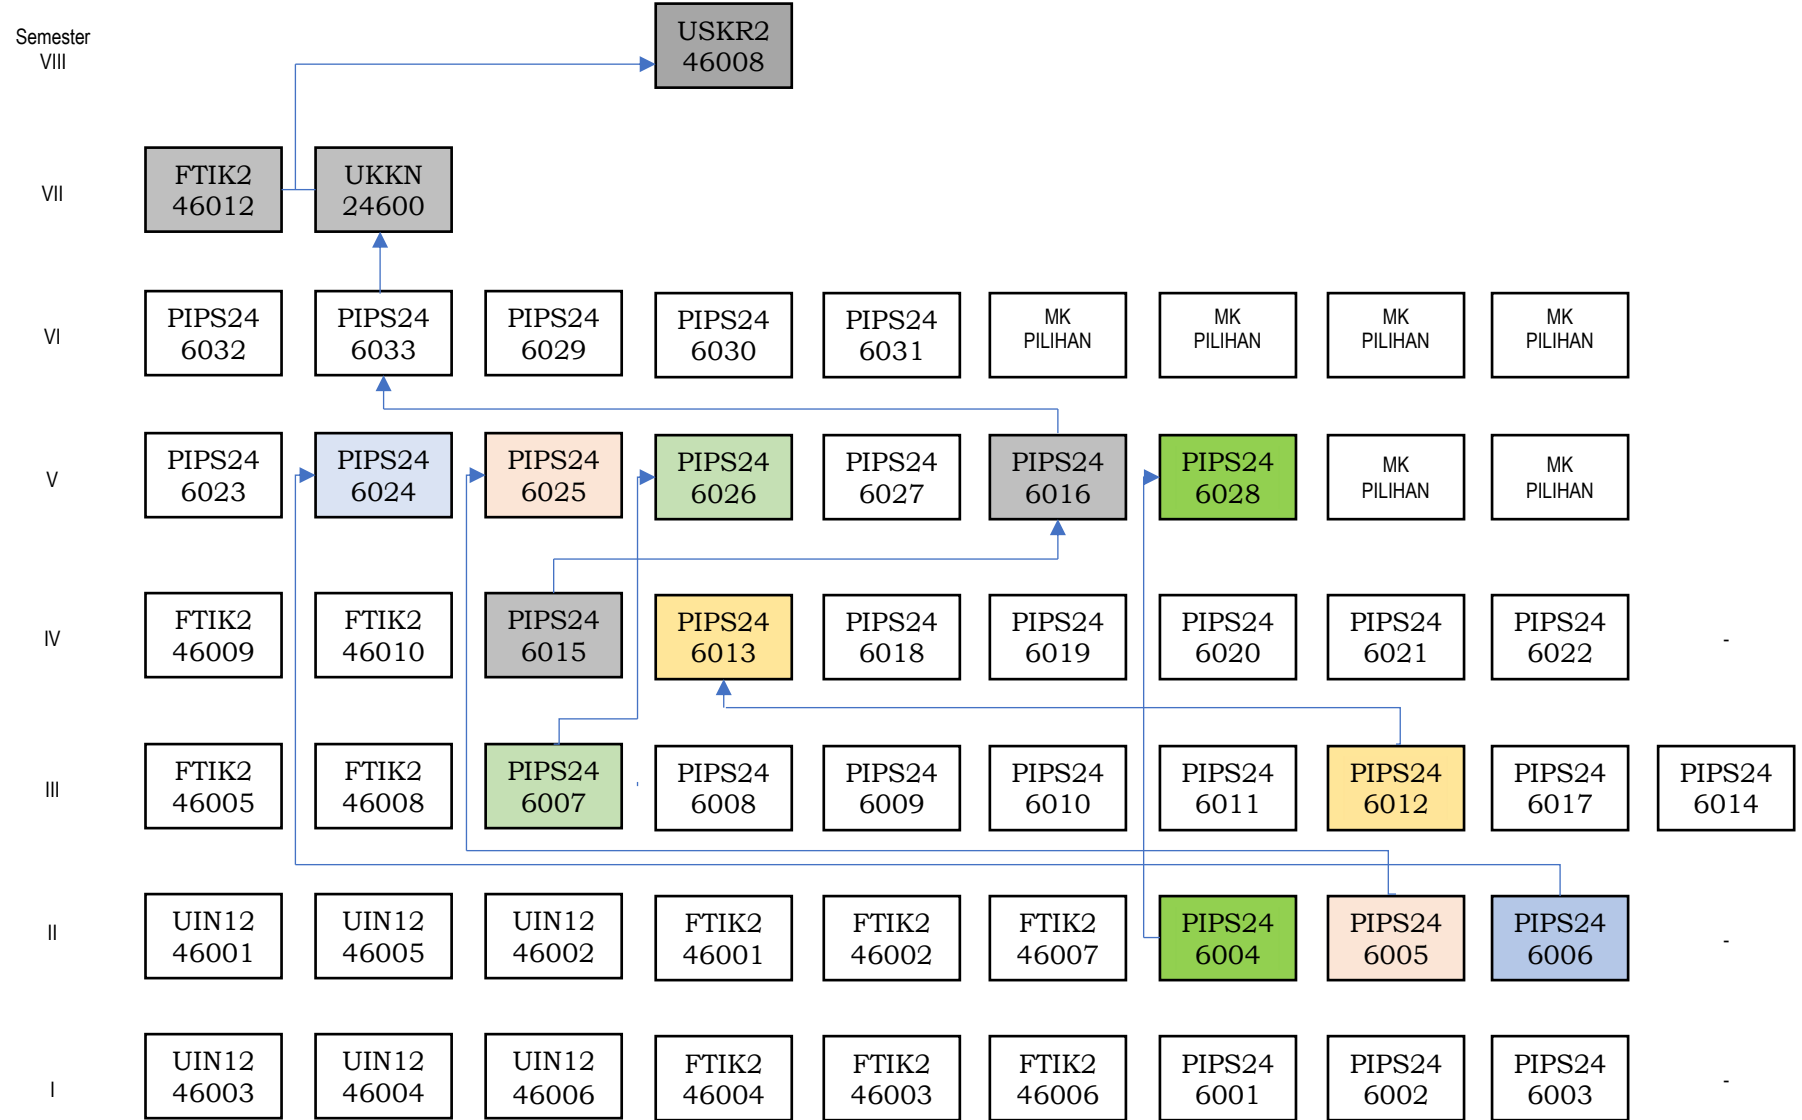 Semester
VIII
USKR2
46008
VII
FTIK2
46012
UKKN
24600
VI
PIPS24
6032
PIPS24
6033
PIPS24
6029
PIPS24
6030
PIPS24
6031
MK
PILIHAN
MK
PILIHAN
MK
PILIHAN
MK
PILIHAN
V
PIPS24
6023
PIPS24
6024
PIPS24
6025
PIPS24
6026
PIPS24
6027
PIPS24
6016
PIPS24
6028
MK
PILIHAN
MK
PILIHAN
IV
FTIK2
46009
FTIK2
46010
PIPS24
6015
PIPS24
6013
PIPS24
6018
PIPS24
6019
PIPS24
6020
PIPS24
6021
PIPS24
6022
-
III
FTIK2
46005
FTIK2
46008
PIPS24
6007
PIPS24
6008
PIPS24
6009
PIPS24
6010
PIPS24
6011
PIPS24
6012
PIPS24
6017
PIPS24
6014
II
UIN12
46001
UIN12
46005
UIN12
46002
FTIK2
46001
FTIK2
46002
FTIK2
46007
PIPS24
6004
PIPS24
6005
PIPS24
6006
-
I
UIN12
46003
UIN12
46004
UIN12
46006
FTIK2
46004
FTIK2
46003
FTIK2
46006
PIPS24
6001
PIPS24
6002
PIPS24
6003
-